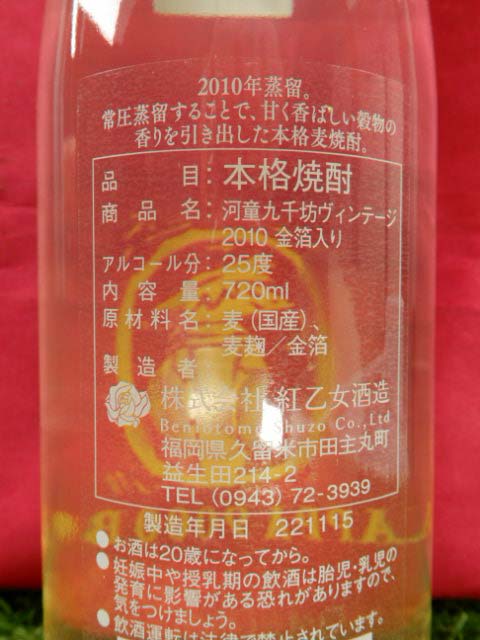 2010年蒸留。
常圧蒸留することで、甘く香ばしい穀物の
香りを引き出した本格麦焼酎。
品目：本格焼酎
商品名：河童九千坊ヴィンテージ
2010 金箔入り
アルコール分：25度
内容量：720ml
原材料名：麦（国産）、
麦麹／金箔
製造者
株式会社 紅乙女酒造
Beniotome Shuzo Co.,Ltd
福岡県久留米市田主丸町
益生田214-2
TEL (0943) 72-3939
製造年月日 221115
●お酒は20歳になってから。
●妊娠中や授乳期の飲酒は胎児・乳児の
発育に影響がある恐れがありますので、
気をつけましょう。
●飲酒運転は法律で禁止されています。